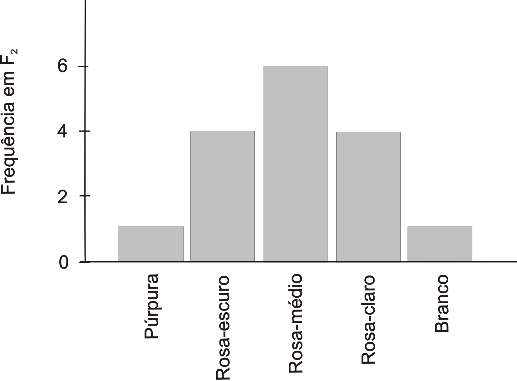 Frequência em F₂
6
4
2
0
Púrpura
Rosa-escuro
Rosa-médio
Rosa-claro
Branco